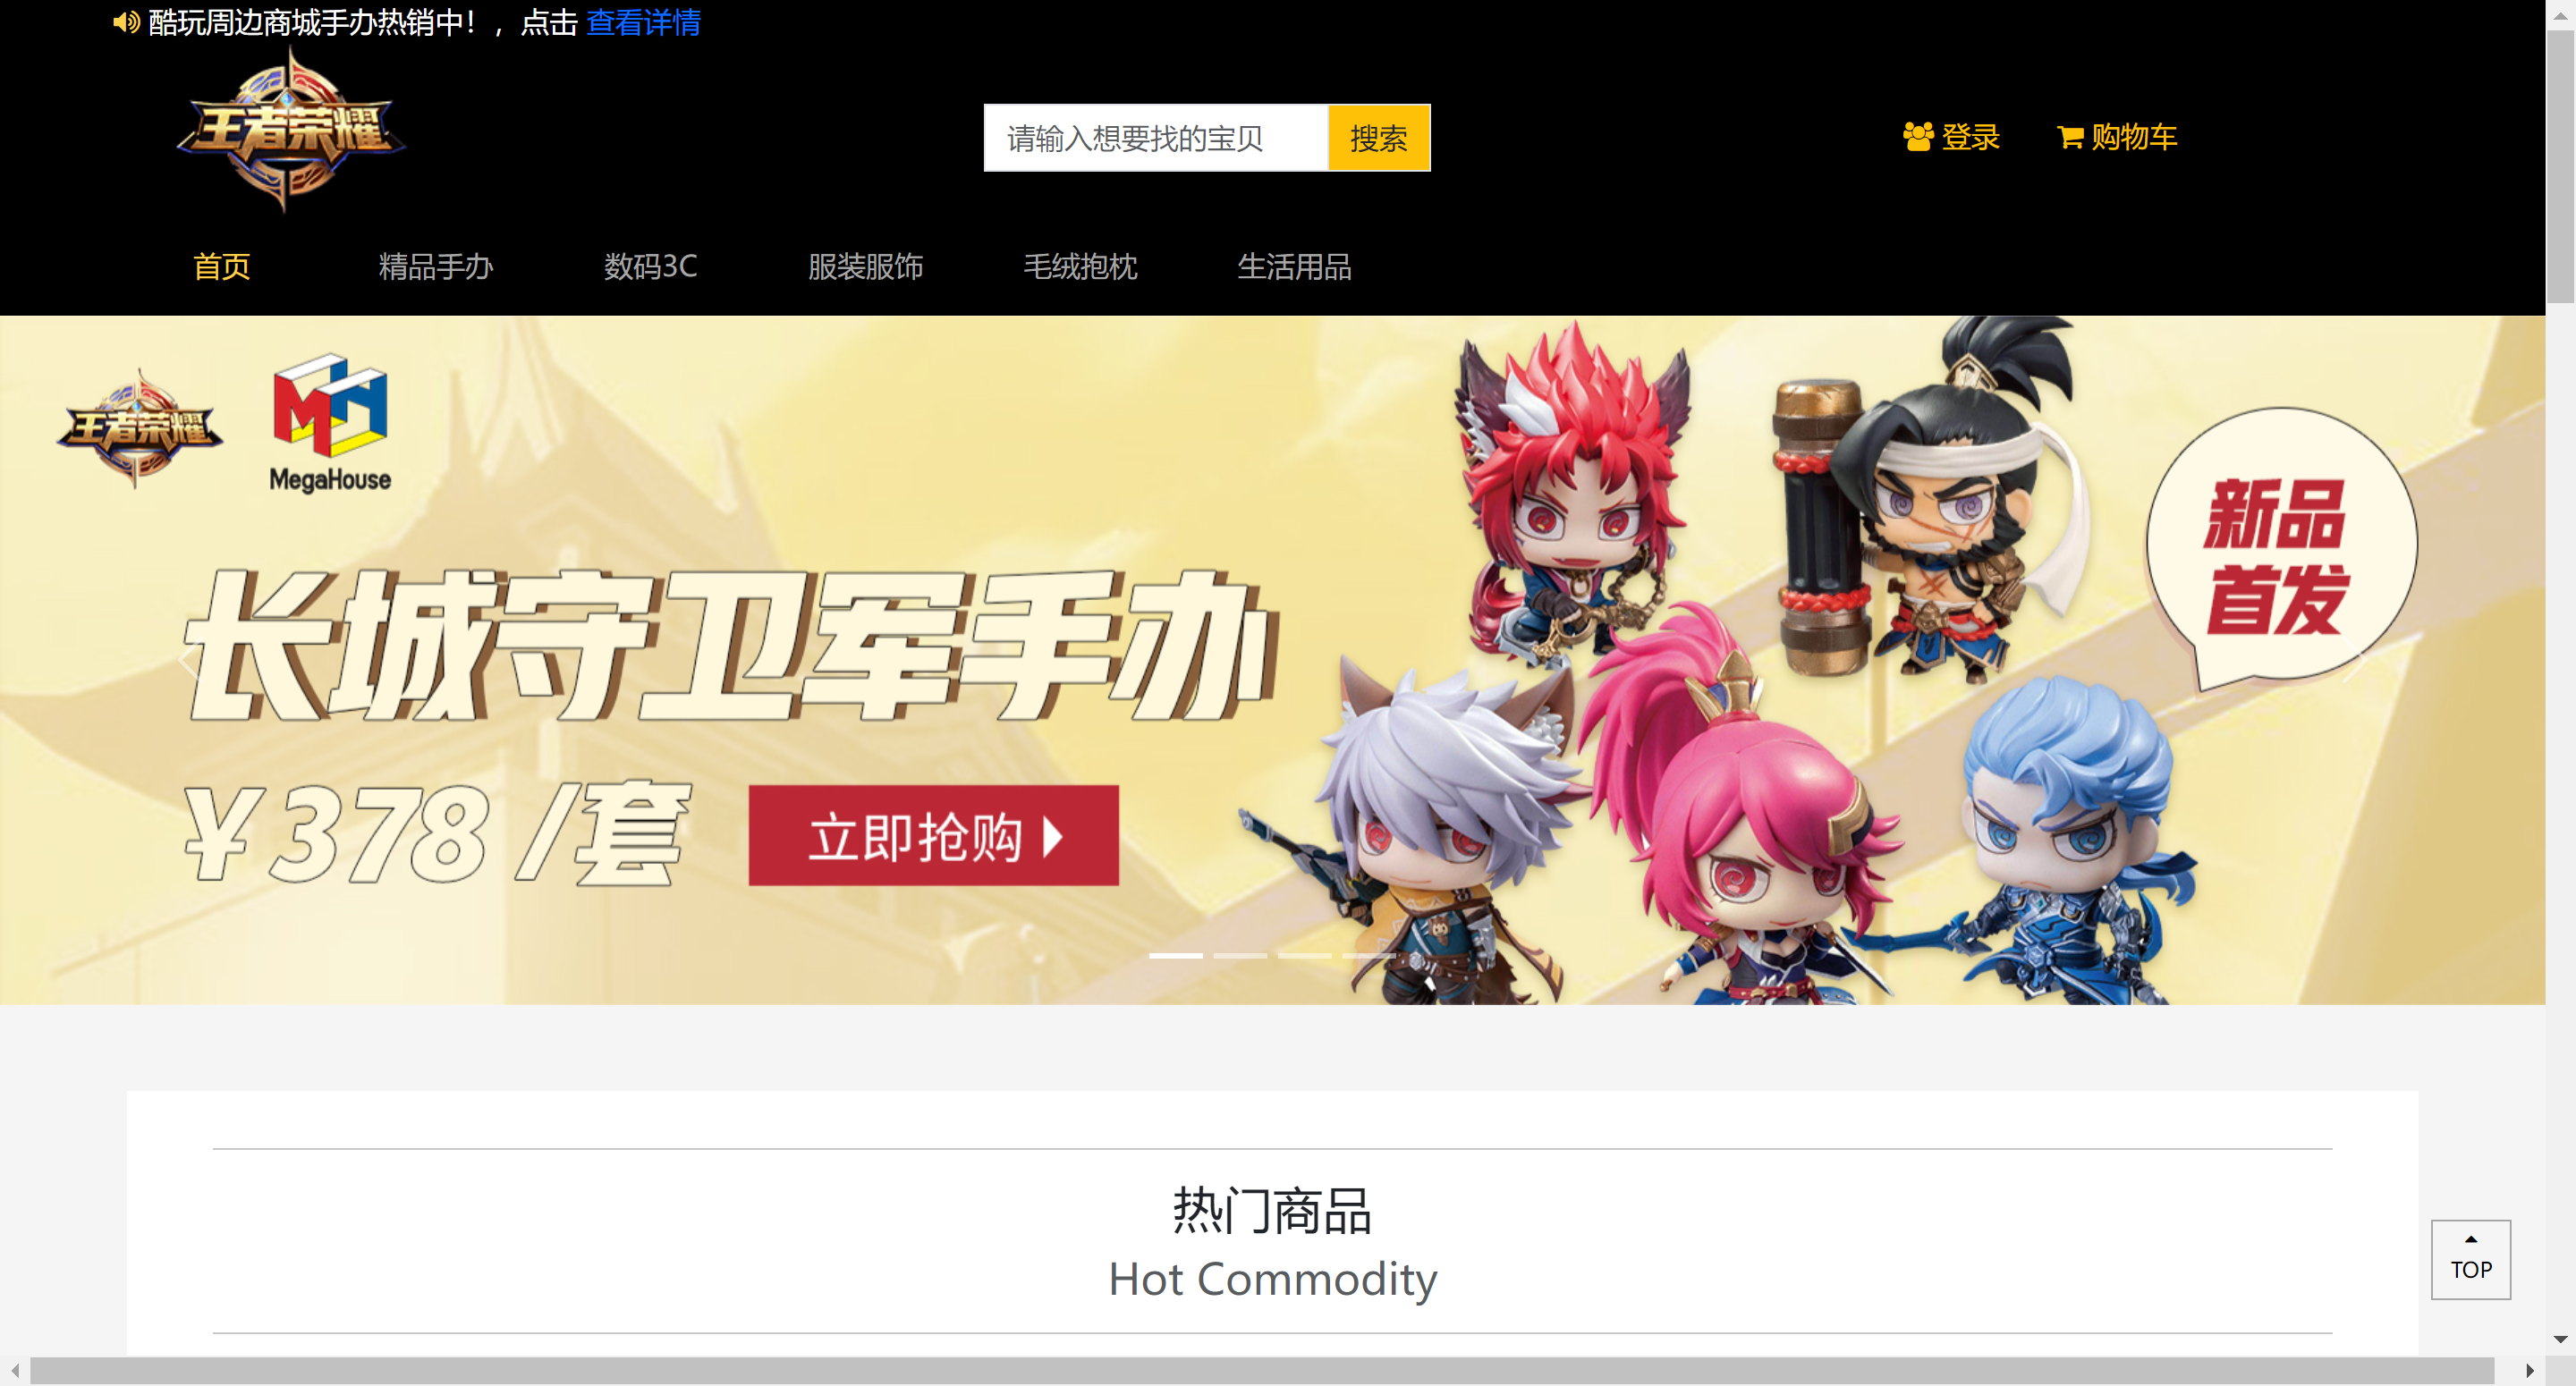 酷玩周边商城手办热销中！，点击 查看详情
王者荣耀
请输入想要找的宝贝 搜索
登录 购物车
首页 精品手办 数码3C 服装服饰 毛绒抱枕 生活用品
王者荣耀
MH
MegaHouse
新品
首发
长城守卫军手办
￥378 /套 立即抢购
热门商品
Hot Commodity
TOP